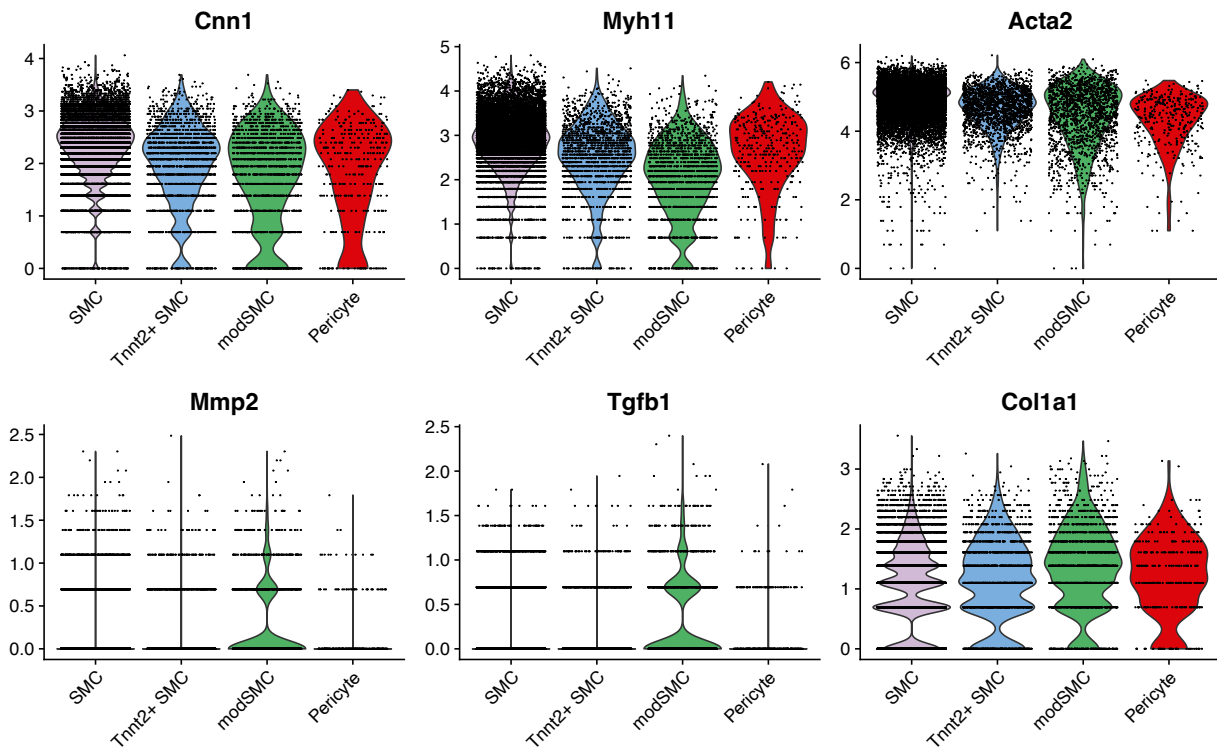 Cnn1
Myh11
Acta2
4
3
2
1
0
5
4
3
2
1
0
6
4
2
0
SMC
Tnnt2+ SMC
modSMC
Pericyte
SMC
Tnnt2+ SMC
modSMC
Pericyte
SMC
Tnnt2+ SMC
modSMC
Pericyte
Mmp2
Tgfb1
Col1a1
2.5
2.0
1.5
1.0
0.5
0.0
2.5
2.0
1.5
1.0
0.5
0.0
3
2
1
0
SMC
Tnnt2+ SMC
modSMC
Pericyte
SMC
Tnnt2+ SMC
modSMC
Pericyte
SMC
Tnnt2+ SMC
modSMC
Pericyte